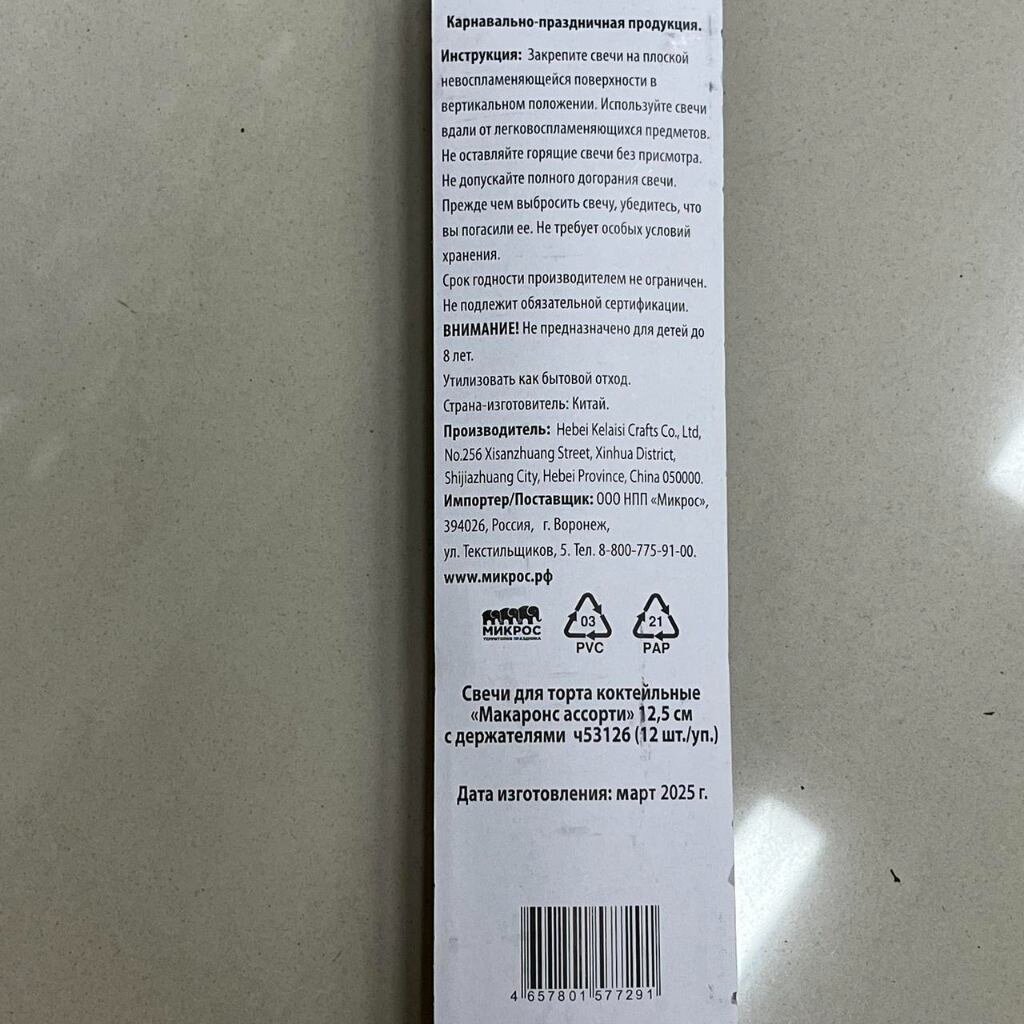 Карнавально-праздничная продукция.
Инструкция: Закрепите свечи на плоской
невоспламеняющейся поверхности в
вертикальном положении. Используйте свечи
вдали от легковоспламеняющихся предметов.
Не оставляйте горящие свечи без присмотра.
Не допускайте полного догорания свечи.
Прежде чем выбросить свечу, убедитесь, что
вы погасили ее. Не требует особых условий
хранения.
Срок годности производителем не ограничен.
Не подлежит обязательной сертификации.
ВНИМАНИЕ! Не предназначено для детей до
8 лет.
Утилизовать как бытовой отход.
Страна-изготовитель: Китай.
Производитель: Hebei Kelaisi Crafts Co., Ltd,
No.256 Xisanzhuang Street, Xinhua District,
Shijiazhuang City, Hebei Province, China 050000.
Импортер/Поставщик: ООО НПП «Микрос»,
394026, Россия, г. Воронеж,
ул. Текстильщиков, 5. Тел. 8-800-775-91-00.
www.микрос.рф
МИКРОС
ТЕРРИТОРИЯ ПРАЗДНИКА
03
PVC
21
PAP
Свечи для торта коктейльные
«Макаронс ассорти» 12,5 см
с держателями ч53126 (12 шт./уп.)
Дата изготовления: март 2025 г.
4 657801 577291